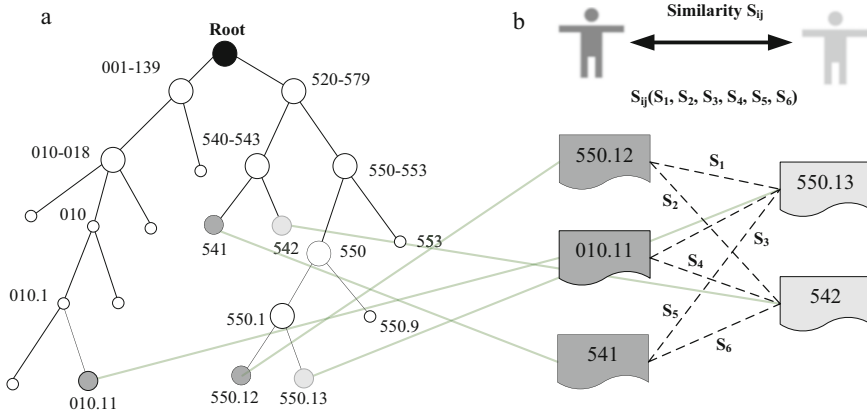 a
Root
001-139
520-579
540-543
010-018
550-553
010
541
542
550
553
010.1
550.1
550.9
010.11
550.12
550.13
b
Similarity Sij
Sij(S1, S2, S3, S4, S5, S6)
550.12
S1
550.13
S2
S3
010.11
S4
542
S5
541
S6